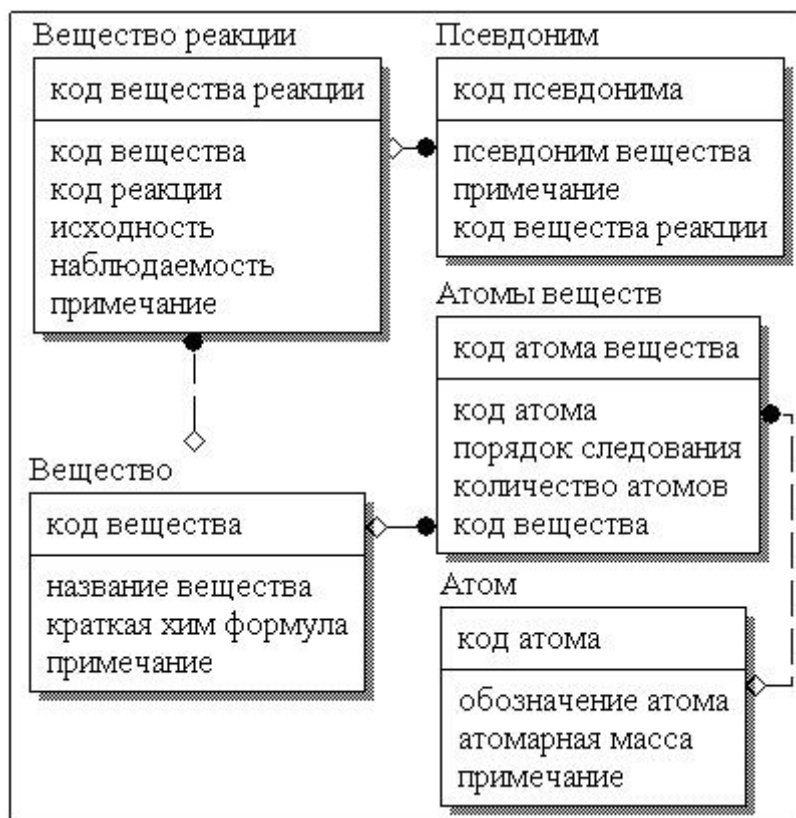 Вещество реакции
код вещества реакции
код вещества
код реакции
исходность
наблюдаемость
примечание
Псевдоним
код псевдонима
псевдоним вещества
примечание
код вещества реакции
Атомы веществ
код атома вещества
код атома
порядок следования
количество атомов
код вещества
Вещество
код вещества
название вещества
краткая хим формула
примечание
Атом
код атома
обозначение атома
атомарная масса
примечание